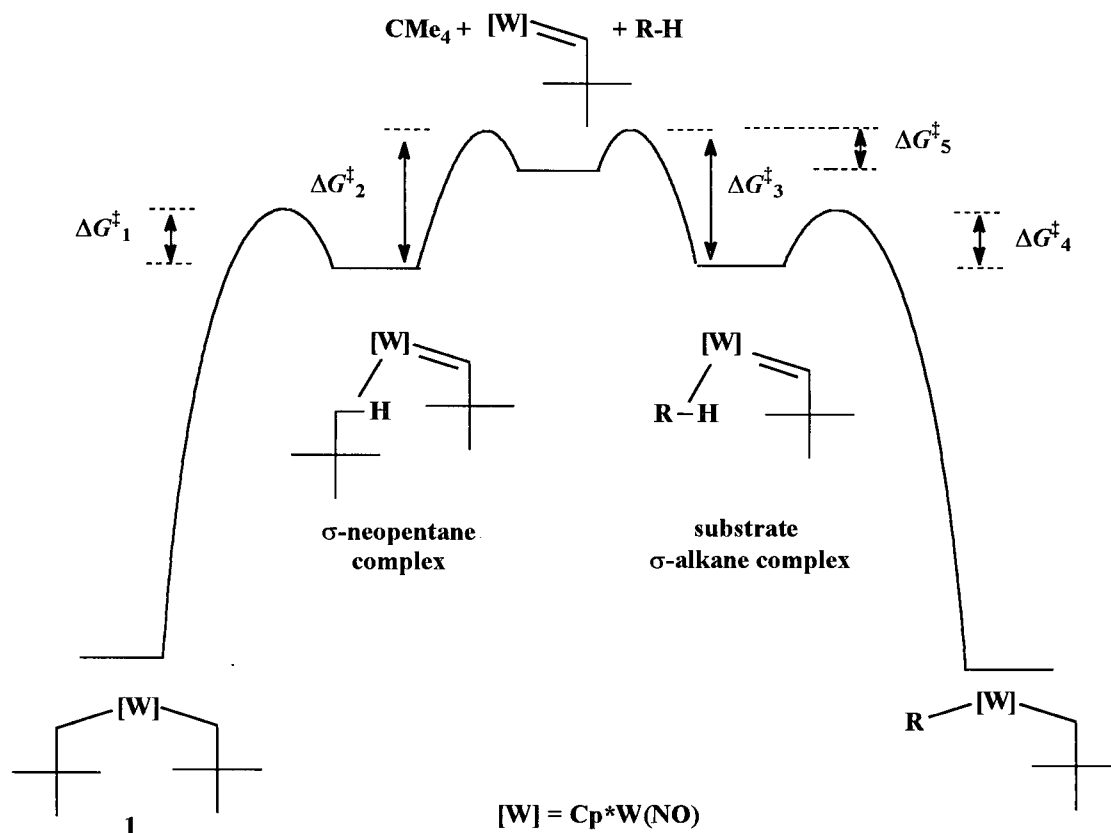 CMe₄ + [W] + R-H
ΔG‡₅
ΔG‡₂
ΔG‡₃
ΔG‡₁
ΔG‡₄
[W]
H
[W]
R–H
σ-neopentane
complex
substrate
σ-alkane complex
[W]
R
[W]
1
[W] = Cp*W(NO)